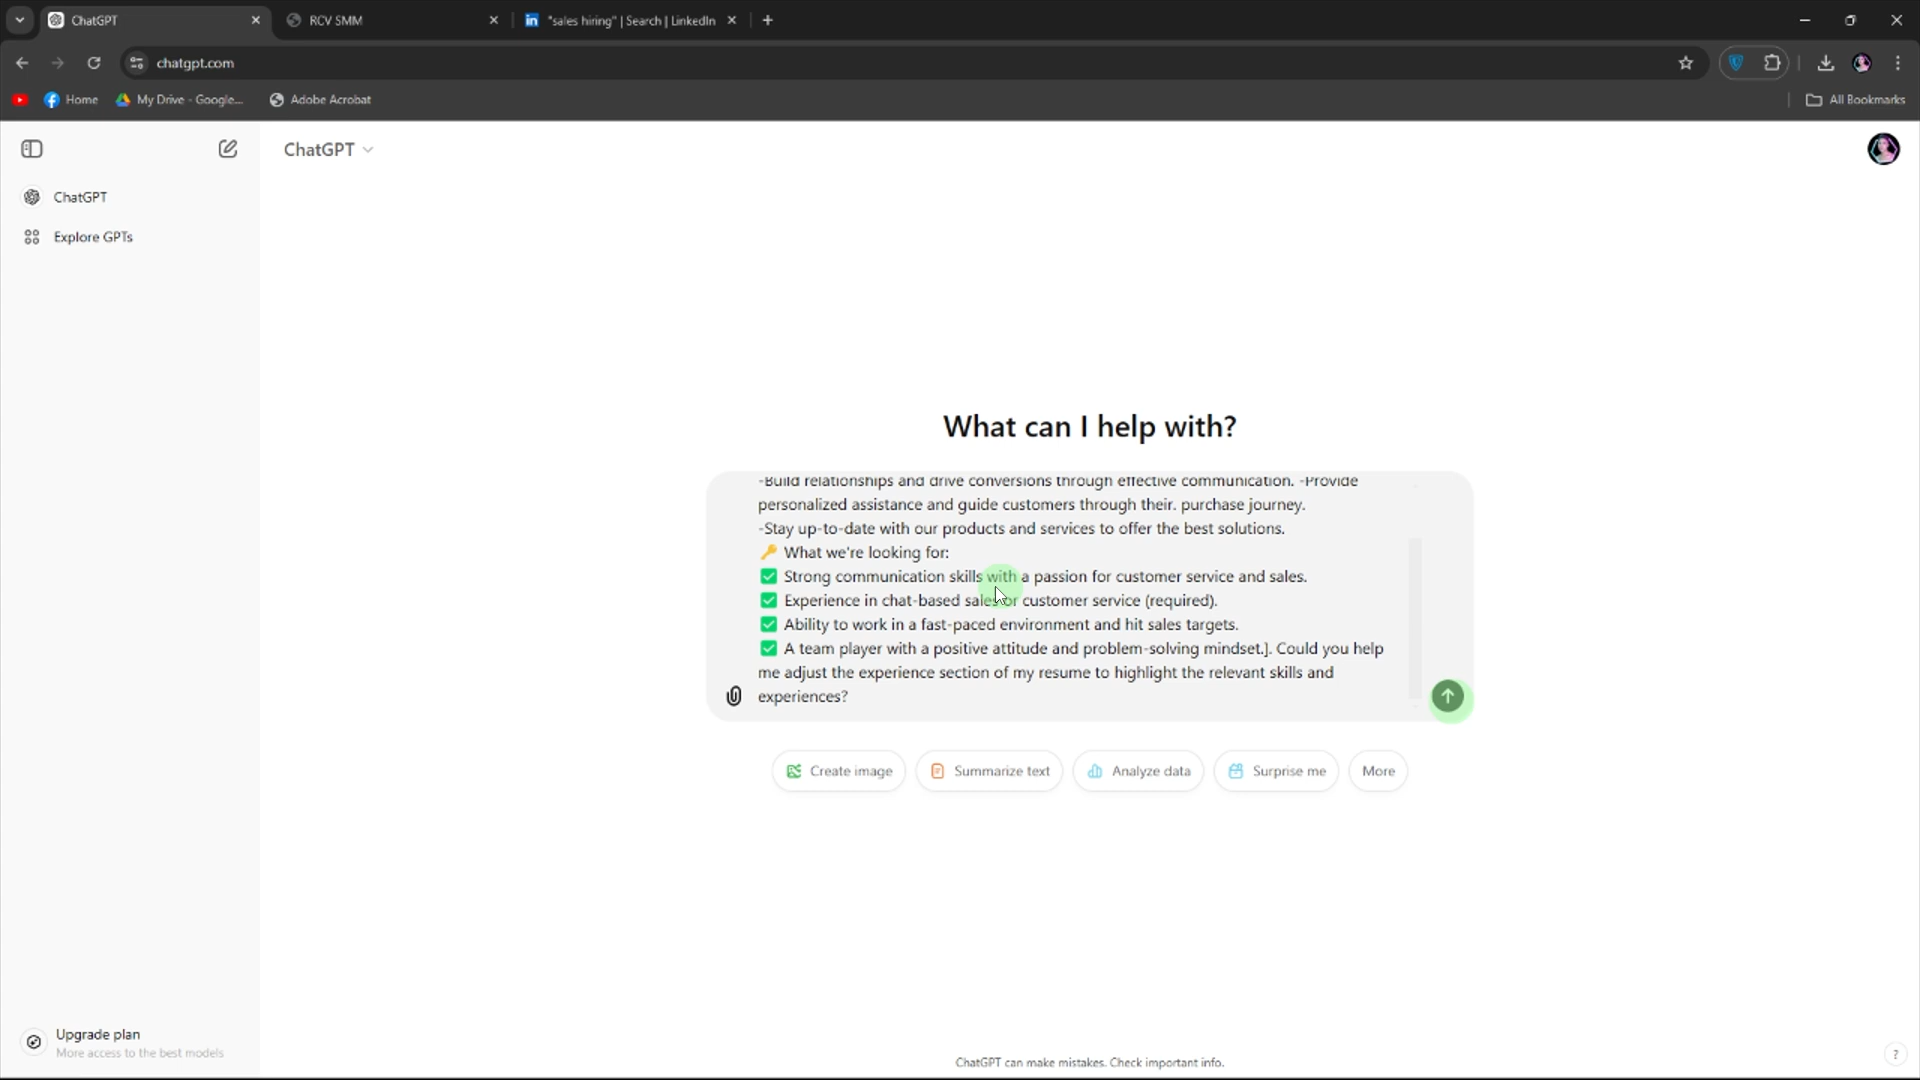 ChatGPT
RCV SMM
"sales hiring" | Search | LinkedIn
chatgpt.com
Home
My Drive - Google...
Adobe Acrobat
All Bookmarks
ChatGPT
ChatGPT
Explore GPTs
What can I help with?
-Build relationships and drive conversions through effective communication. -Provide
personalized assistance and guide customers through their. purchase journey.
-Stay up-to-date with our products and services to offer the best solutions.
🔑 What we're looking for:
✅ Strong communication skills with a passion for customer service and sales.
✅ Experience in chat-based sales or customer service (required).
✅ Ability to work in a fast-paced environment and hit sales targets.
✅ A team player with a positive attitude and problem-solving mindset.]. Could you help
me adjust the experience section of my resume to highlight the relevant skills and
experiences?
Create image
Summarize text
Analyze data
Surprise me
More
Upgrade plan
More access to the best models
ChatGPT can make mistakes. Check important info.
?